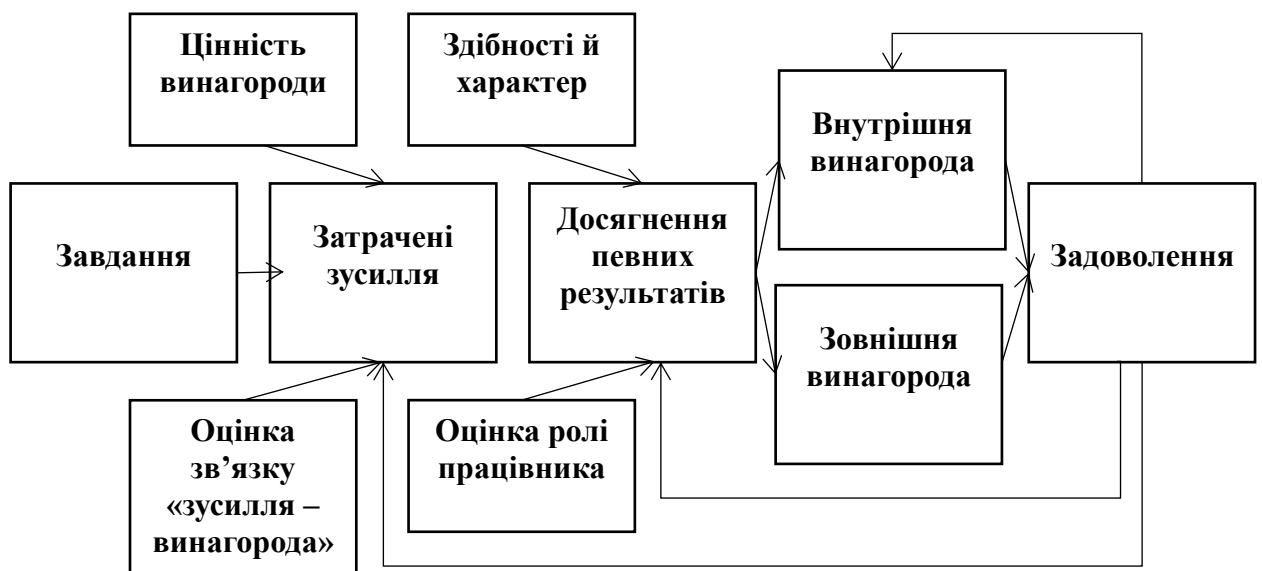 Цінність
винагороди
Здібності й
характер
Внутрішня
винагорода
Завдання
Затрачені
зусилля
Досягнення
певних
результатів
Задоволення
Зовнішня
винагорода
Оцінка
зв’язку
«зусилля –
винагорода»
Оцінка ролі
працівника